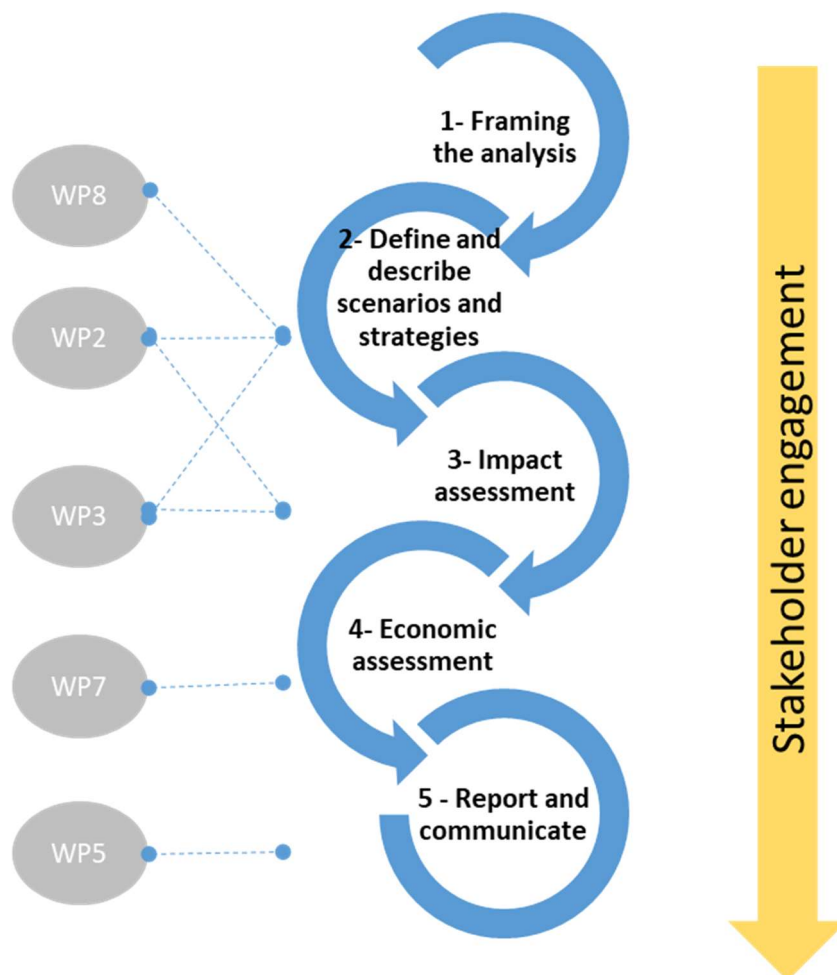 1- Framing
the analysis
WP8
2- Define and
describe
scenarios and
strategies
WP2
3- Impact
assessment
WP3
4- Economic
assessment
WP7
5 - Report and
communicate
WP5
Stakeholder engagement